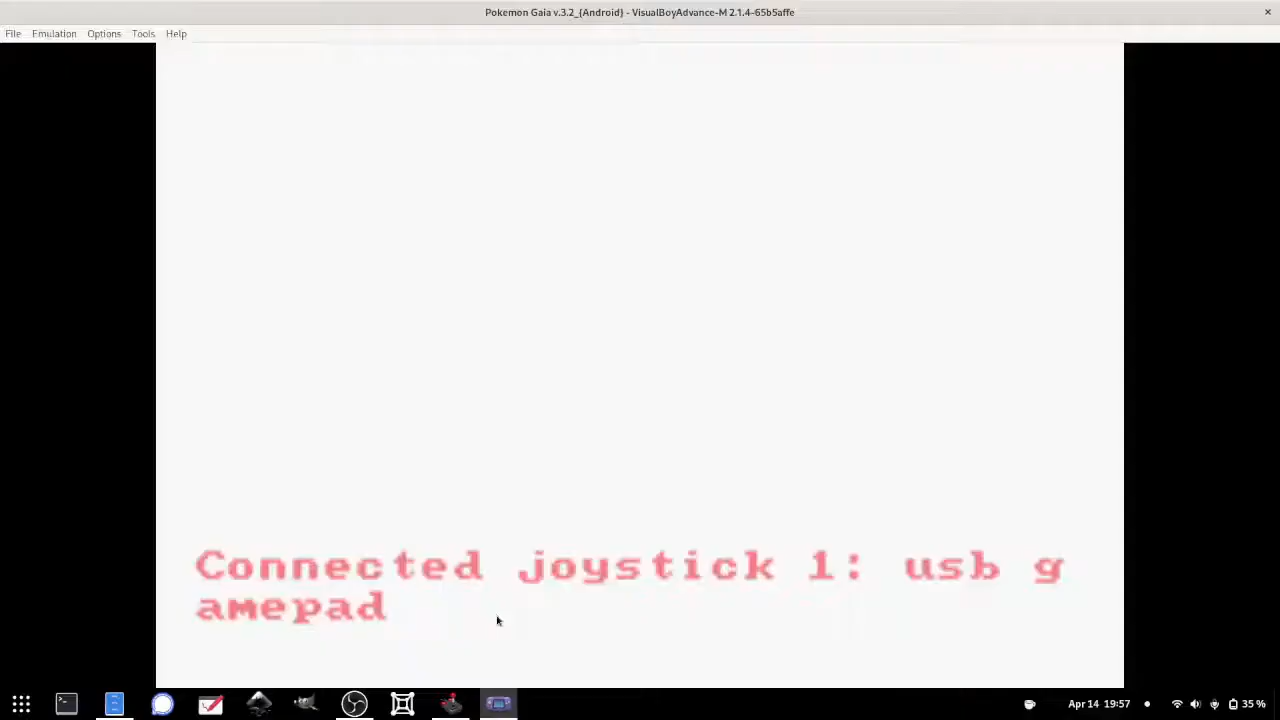 Pokemon Gaia v.3.2_(Android) - VisualBoyAdvance-M 2.1.4-65b5affe
File Emulation Options Tools Help
Connected joystick 1: usb g
amepad
Apr 14 19:57 35 %